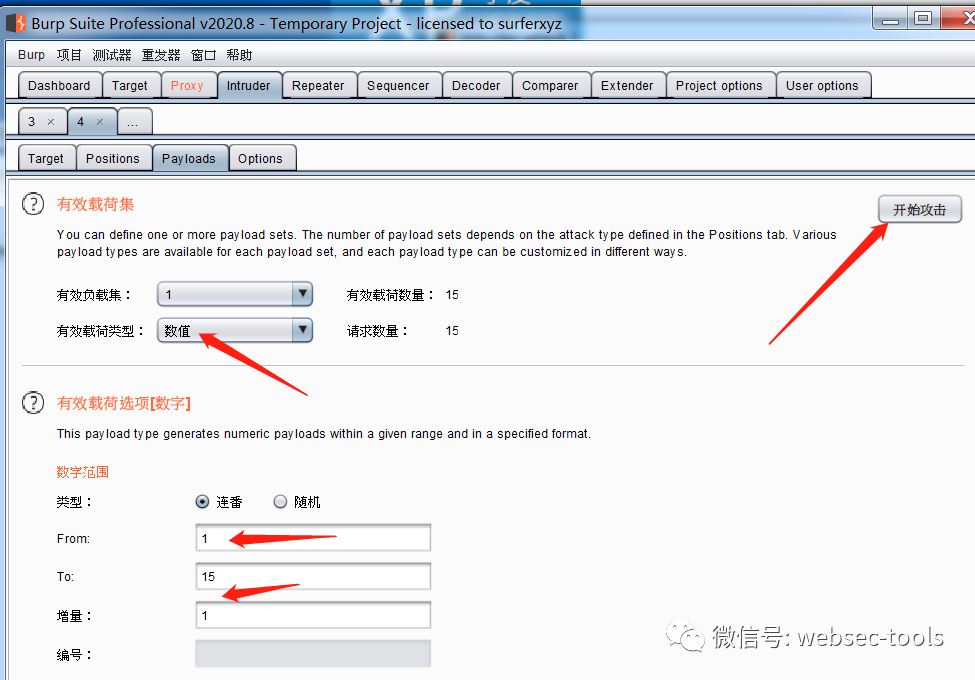 Burp Suite Professional v2020.8 - Temporary Project - licensed to surferxyz
Burp 项目 测试器 重发器 窗口 帮助
Dashboard Target Proxy Intruder Repeater Sequencer Decoder Comparer Extender Project options User options
3 × 4 × ...
Target Positions Payloads Options
? 有效载荷集
开始攻击
You can define one or more payload sets. The number of payload sets depends on the attack type defined in the Positions tab. Various
payload types are available for each payload set, and each payload type can be customized in different ways.
有效负载集： 1 有效载荷数量： 15
有效载荷类型： 数值 请求数量： 15
? 有效载荷选项[数字]
This payload type generates numeric payloads within a given range and in a specified format.
数字范围
类型： 连番 随机
From: 1
To: 15
增量： 1
编号：
微信号: websec-tools